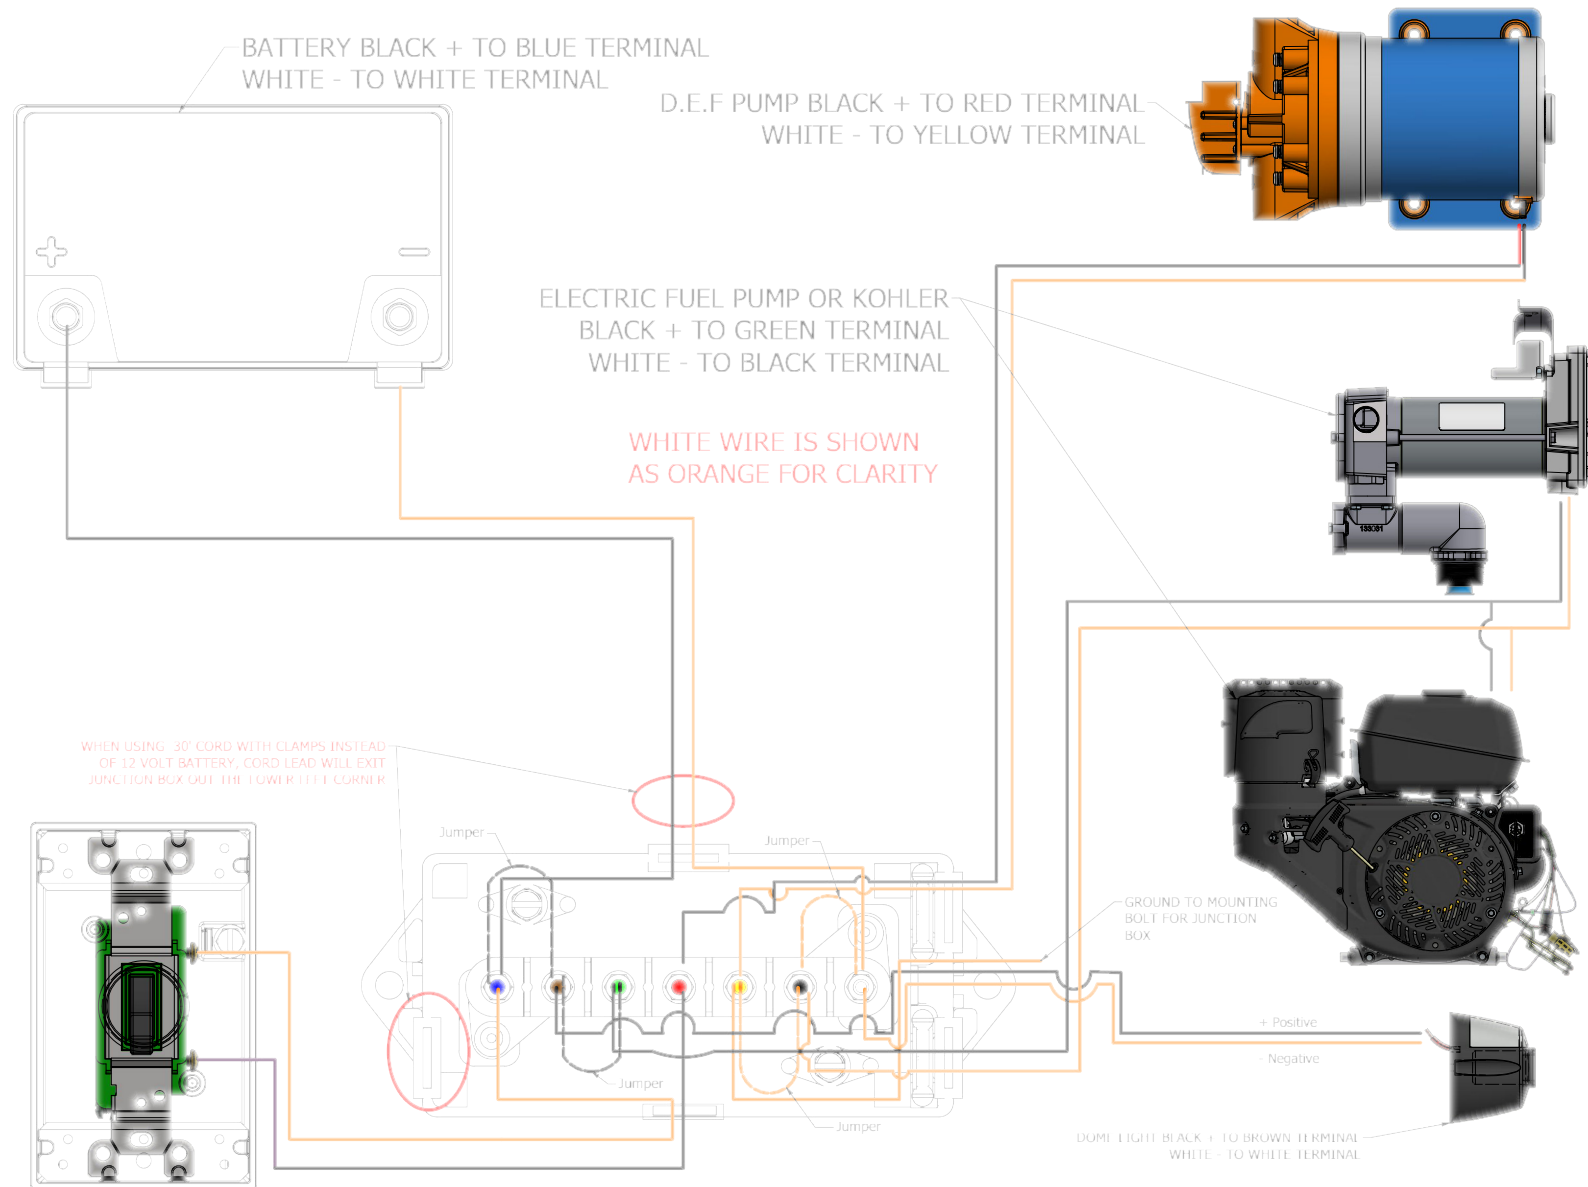 BATTERY BLACK + TO BLUE TERMINAL
WHITE - TO WHITE TERMINAL
D.E.F PUMP BLACK + TO RED TERMINAL
WHITE - TO YELLOW TERMINAL
ELECTRIC FUEL PUMP OR KOHLER
BLACK + TO GREEN TERMINAL
WHITE - TO BLACK TERMINAL
WHITE WIRE IS SHOWN
AS ORANGE FOR CLARITY
133031
WHEN USING 30' CORD WITH CLAMPS INSTEAD
OF 12 VOLT BATTERY, CORD LEAD WILL EXIT
JUNCTION BOX OUT THE LOWER LEFT CORNER
Jumper
Jumper
GROUND TO MOUNTING
BOLT FOR JUNCTION
BOX
+ Positive
- Negative
Jumper
Jumper
DOME LIGHT BLACK + TO BROWN TERMINAL
WHITE - TO WHITE TERMINAL